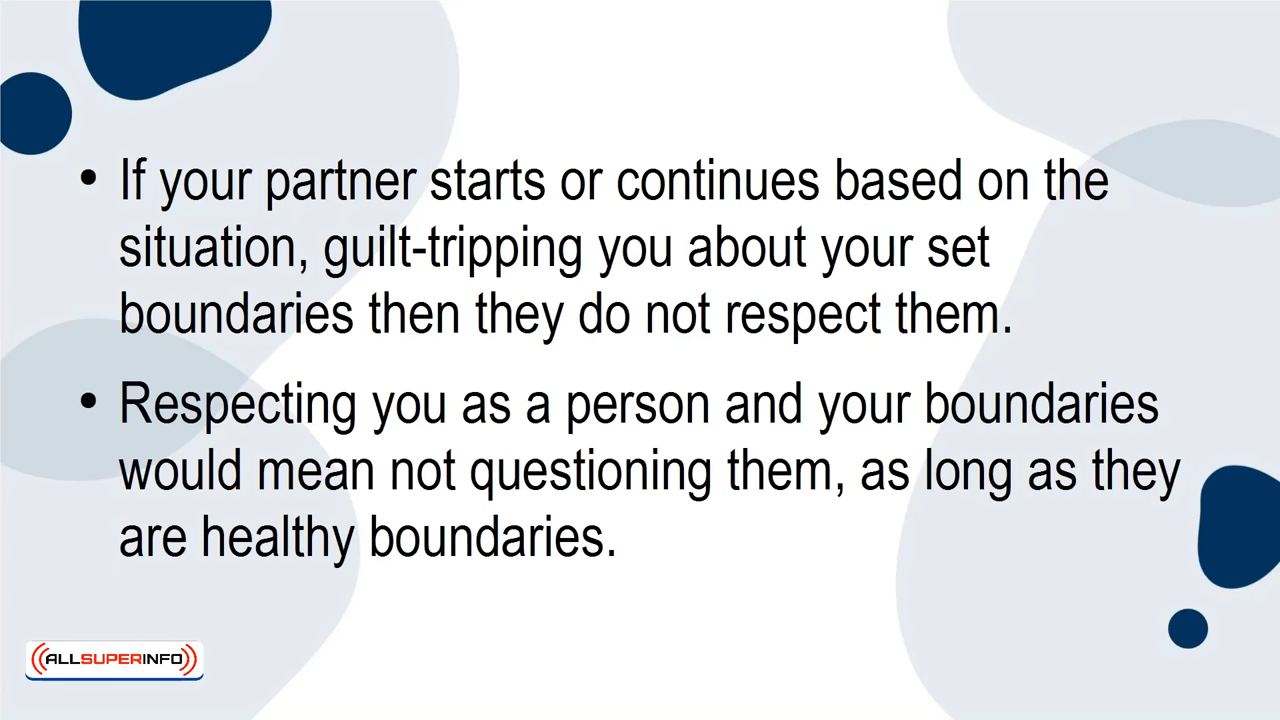 • If your partner starts or continues based on the
situation, guilt-tripping you about your set
boundaries then they do not respect them.
• Respecting you as a person and your boundaries
would mean not questioning them, as long as they
are healthy boundaries.
ALLSUPERINFO